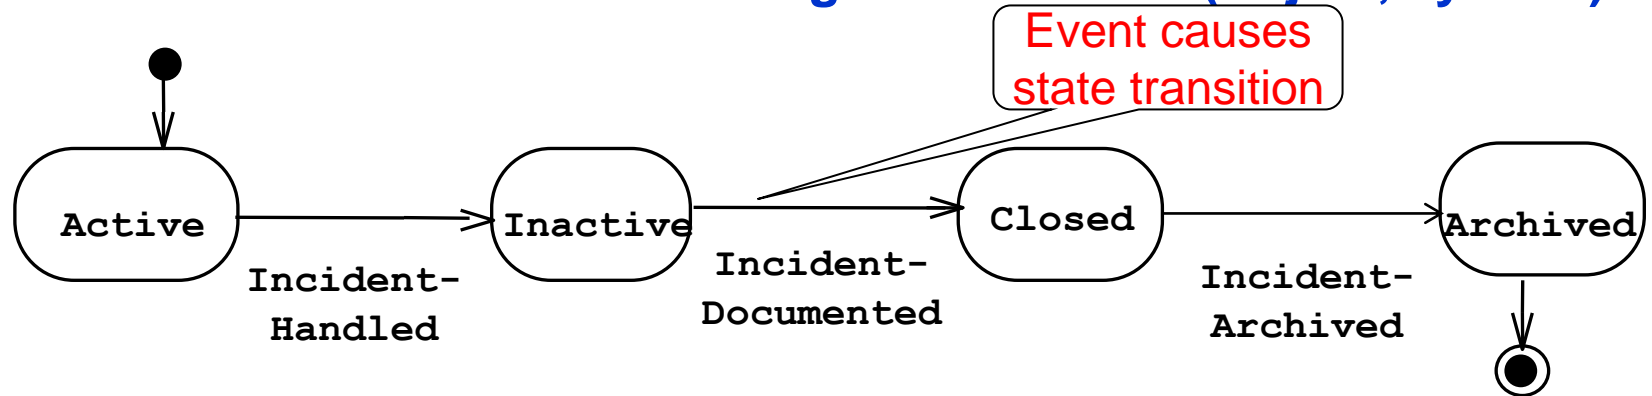 Event causes
state transition
Active
Inactive
Closed
Archived
Incident-
Handled
Incident-
Documented
Incident-
Archived